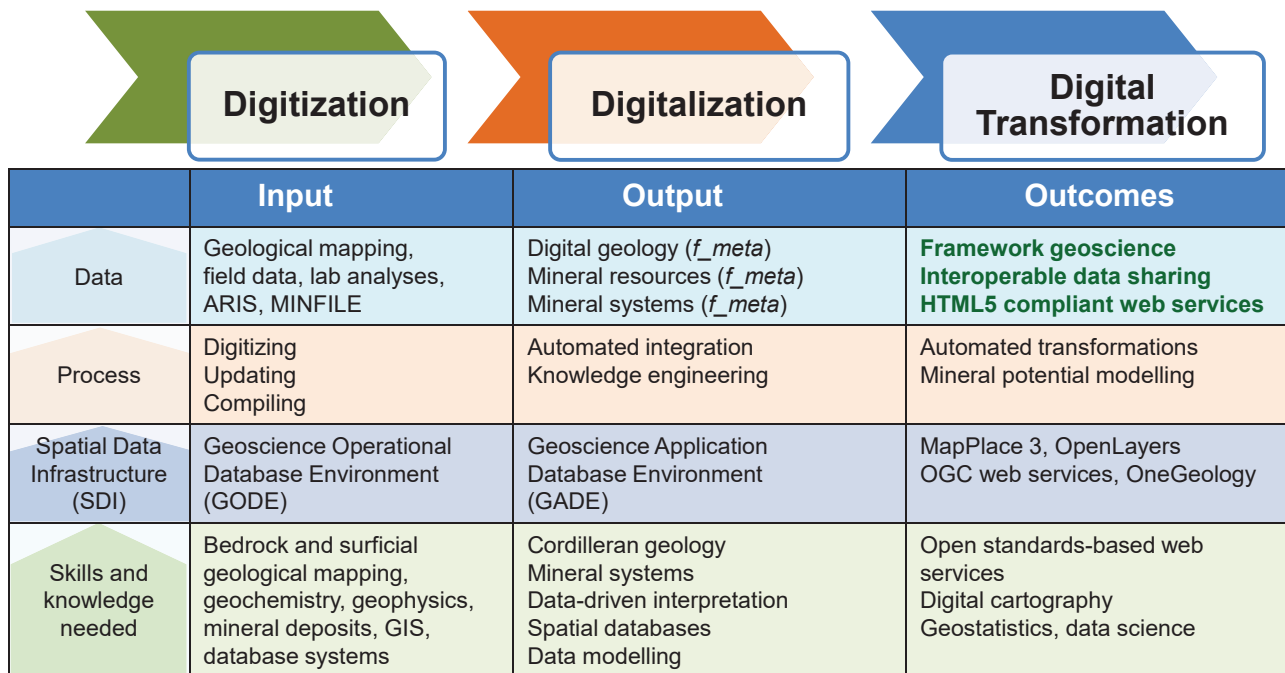 Digitization
Digitalization
Digital
Transformation
Input
Output
Outcomes
Data
Geological mapping,
field data, lab analyses,
ARIS, MINFILE
Digital geology (f_meta)
Mineral resources (f_meta)
Mineral systems (f_meta)
Framework geoscience
Interoperable data sharing
HTML5 compliant web services
Process
Digitizing
Updating
Compiling
Automated integration
Knowledge engineering
Automated transformations
Mineral potential modelling
Spatial Data
Infrastructure
(SDI)
Geoscience Operational
Database Environment
(GODE)
Geoscience Application
Database Environment
(GADE)
MapPlace 3, OpenLayers
OGC web services, OneGeology
Skills and
knowledge
needed
Bedrock and surficial
geological mapping,
geochemistry, geophysics,
mineral deposits, GIS,
database systems
Cordilleran geology
Mineral systems
Data-driven interpretation
Spatial databases
Data modelling
Open standards-based web
services
Digital cartography
Geostatistics, data science